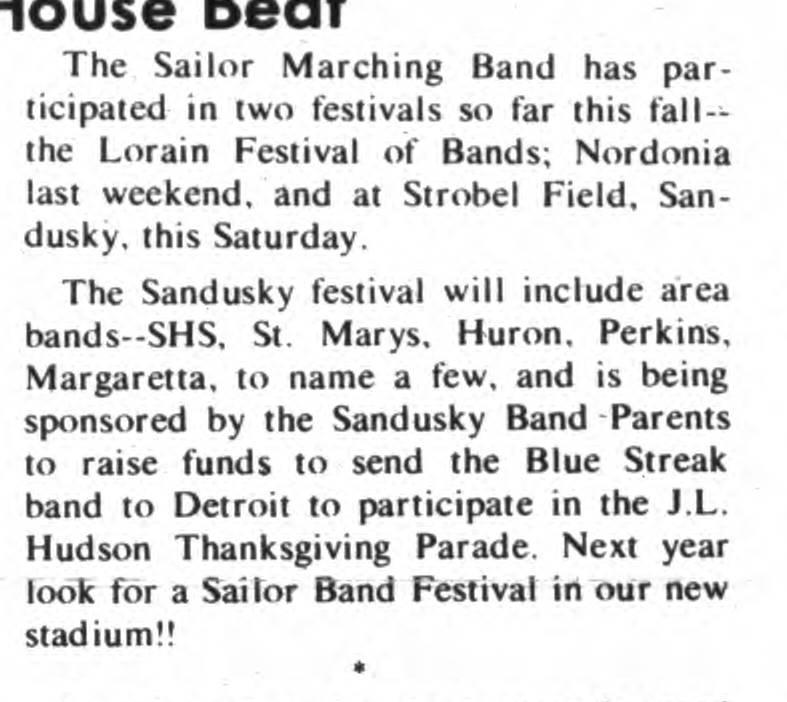 House Beat
The Sailor Marching Band has par-
ticipated in two festivals so far this fall--
the Lorain Festival of Bands; Nordonia
last weekend, and at Strobel Field, San-
dusky, this Saturday.
The Sandusky festival will include area
bands--SHS, St. Marys, Huron, Perkins,
Margaretta, to name a few, and is being
sponsored by the Sandusky Band Parents
to raise funds to send the Blue Streak
band to Detroit to participate in the J.L.
Hudson Thanksgiving Parade. Next year
look for a Sailor Band Festival in our new
stadium!!
*